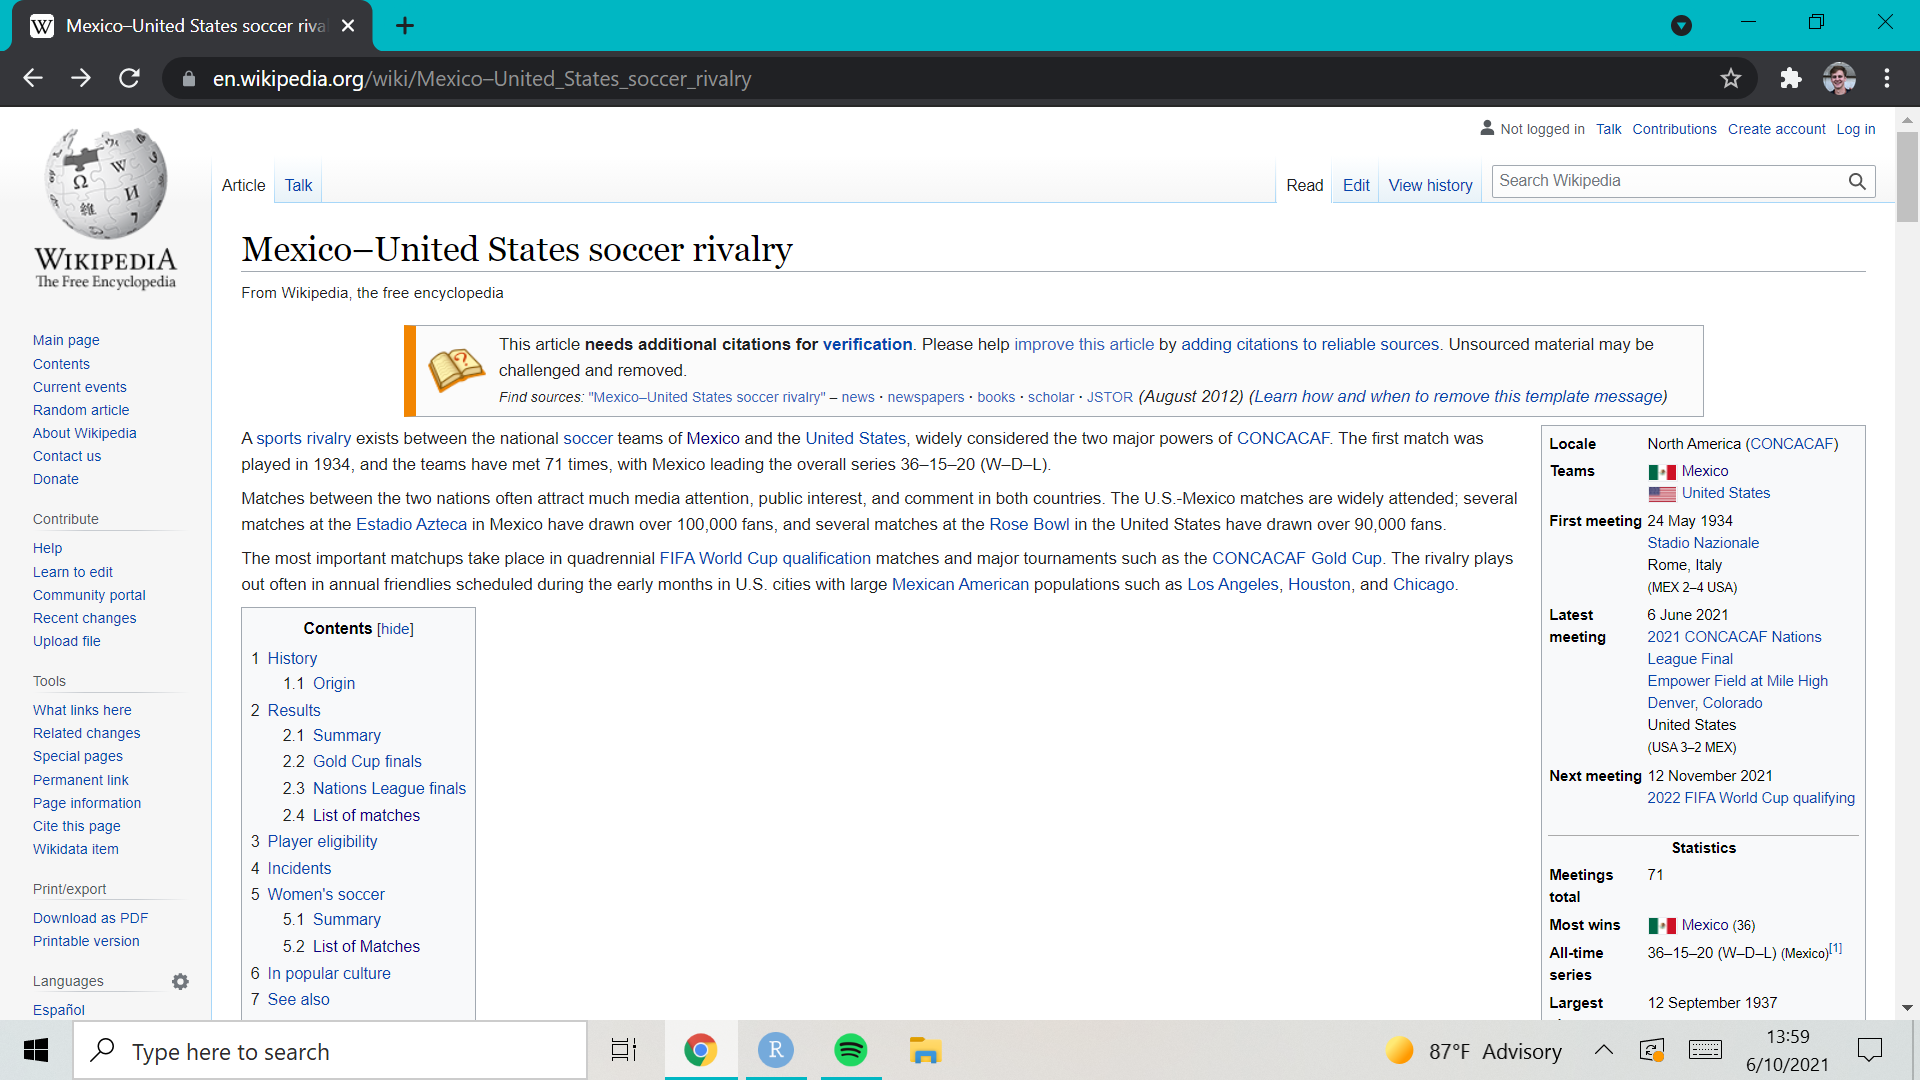 Mexico–United States soccer riva
en.wikipedia.org/wiki/Mexico–United_States_soccer_rivalry
Not logged in Talk Contributions Create account Log in
Article Talk Read Edit View history Search Wikipedia
WIKIPEDIA
The Free Encyclopedia
Main page
Contents
Current events
Random article
About Wikipedia
Contact us
Donate
Contribute
Help
Learn to edit
Community portal
Recent changes
Upload file
Tools
What links here
Related changes
Special pages
Permanent link
Page information
Cite this page
Wikidata item
Print/export
Download as PDF
Printable version
Languages
Español
Mexico–United States soccer rivalry
From Wikipedia, the free encyclopedia
This article needs additional citations for verification. Please help improve this article by adding citations to reliable sources. Unsourced material may be
challenged and removed.
Find sources: "Mexico–United States soccer rivalry" – news · newspapers · books · scholar · JSTOR (August 2012) (Learn how and when to remove this template message)
A sports rivalry exists between the national soccer teams of Mexico and the United States, widely considered the two major powers of CONCACAF. The first match was
played in 1934, and the teams have met 71 times, with Mexico leading the overall series 36–15–20 (W–D–L).
Matches between the two nations often attract much media attention, public interest, and comment in both countries. The U.S.-Mexico matches are widely attended; several
matches at the Estadio Azteca in Mexico have drawn over 100,000 fans, and several matches at the Rose Bowl in the United States have drawn over 90,000 fans.
The most important matchups take place in quadrennial FIFA World Cup qualification matches and major tournaments such as the CONCACAF Gold Cup. The rivalry plays
out often in annual friendlies scheduled during the early months in U.S. cities with large Mexican American populations such as Los Angeles, Houston, and Chicago.
Contents [hide]
1 History
1.1 Origin
2 Results
2.1 Summary
2.2 Gold Cup finals
2.3 Nations League finals
2.4 List of matches
3 Player eligibility
4 Incidents
5 Women's soccer
5.1 Summary
5.2 List of Matches
6 In popular culture
7 See also
Locale North America (CONCACAF)
Teams Mexico
United States
First meeting 24 May 1934
Stadio Nazionale
Rome, Italy
(MEX 2–4 USA)
Latest 6 June 2021
meeting 2021 CONCACAF Nations
League Final
Empower Field at Mile High
Denver, Colorado
United States
(USA 3–2 MEX)
Next meeting 12 November 2021
2022 FIFA World Cup qualifying
Statistics
Meetings 71
total
Most wins Mexico (36)
All-time 36–15–20 (W–D–L) (Mexico)[1]
series
Largest 12 September 1937
Type here to search
87°F Advisory
13:59
6/10/2021